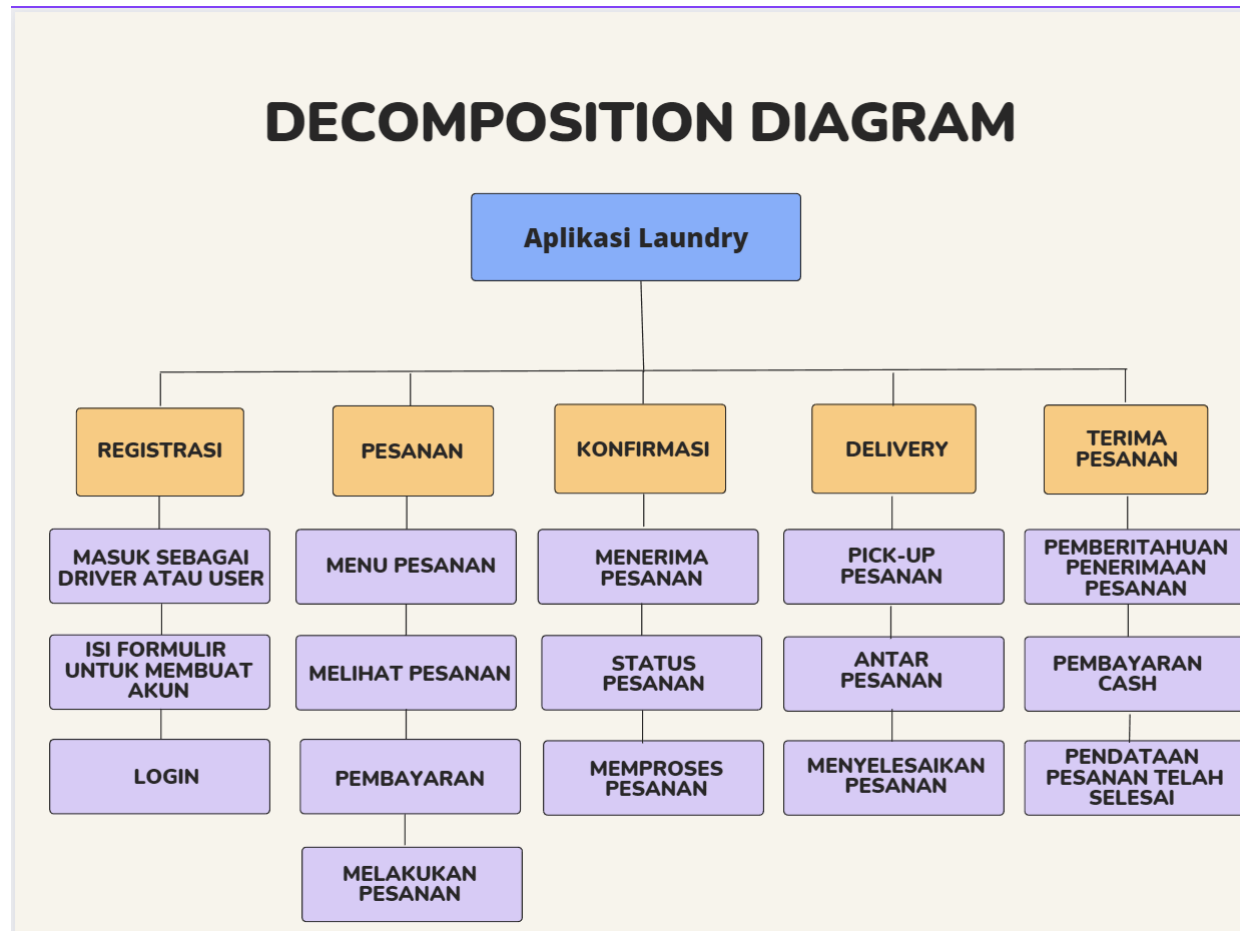 DECOMPOSITION DIAGRAM
Aplikasi Laundry
REGISTRASI
PESANAN
KONFIRMASI
DELIVERY
TERIMA
PESANAN
MASUK SEBAGAI
DRIVER ATAU USER
MENU PESANAN
MENERIMA
PESANAN
PICK-UP
PESANAN
PEMBERITAHUAN
PENERIMAAN
PESANAN
ISI FORMULIR
UNTUK MEMBUAT
AKUN
MELIHAT PESANAN
STATUS
PESANAN
ANTAR
PESANAN
PEMBAYARAN
CASH
LOGIN
PEMBAYARAN
MEMPROSES
PESANAN
MENYELESAIKAN
PESANAN
PENDATAAN
PESANAN TELAH
SELESAI
MELAKUKAN
PESANAN